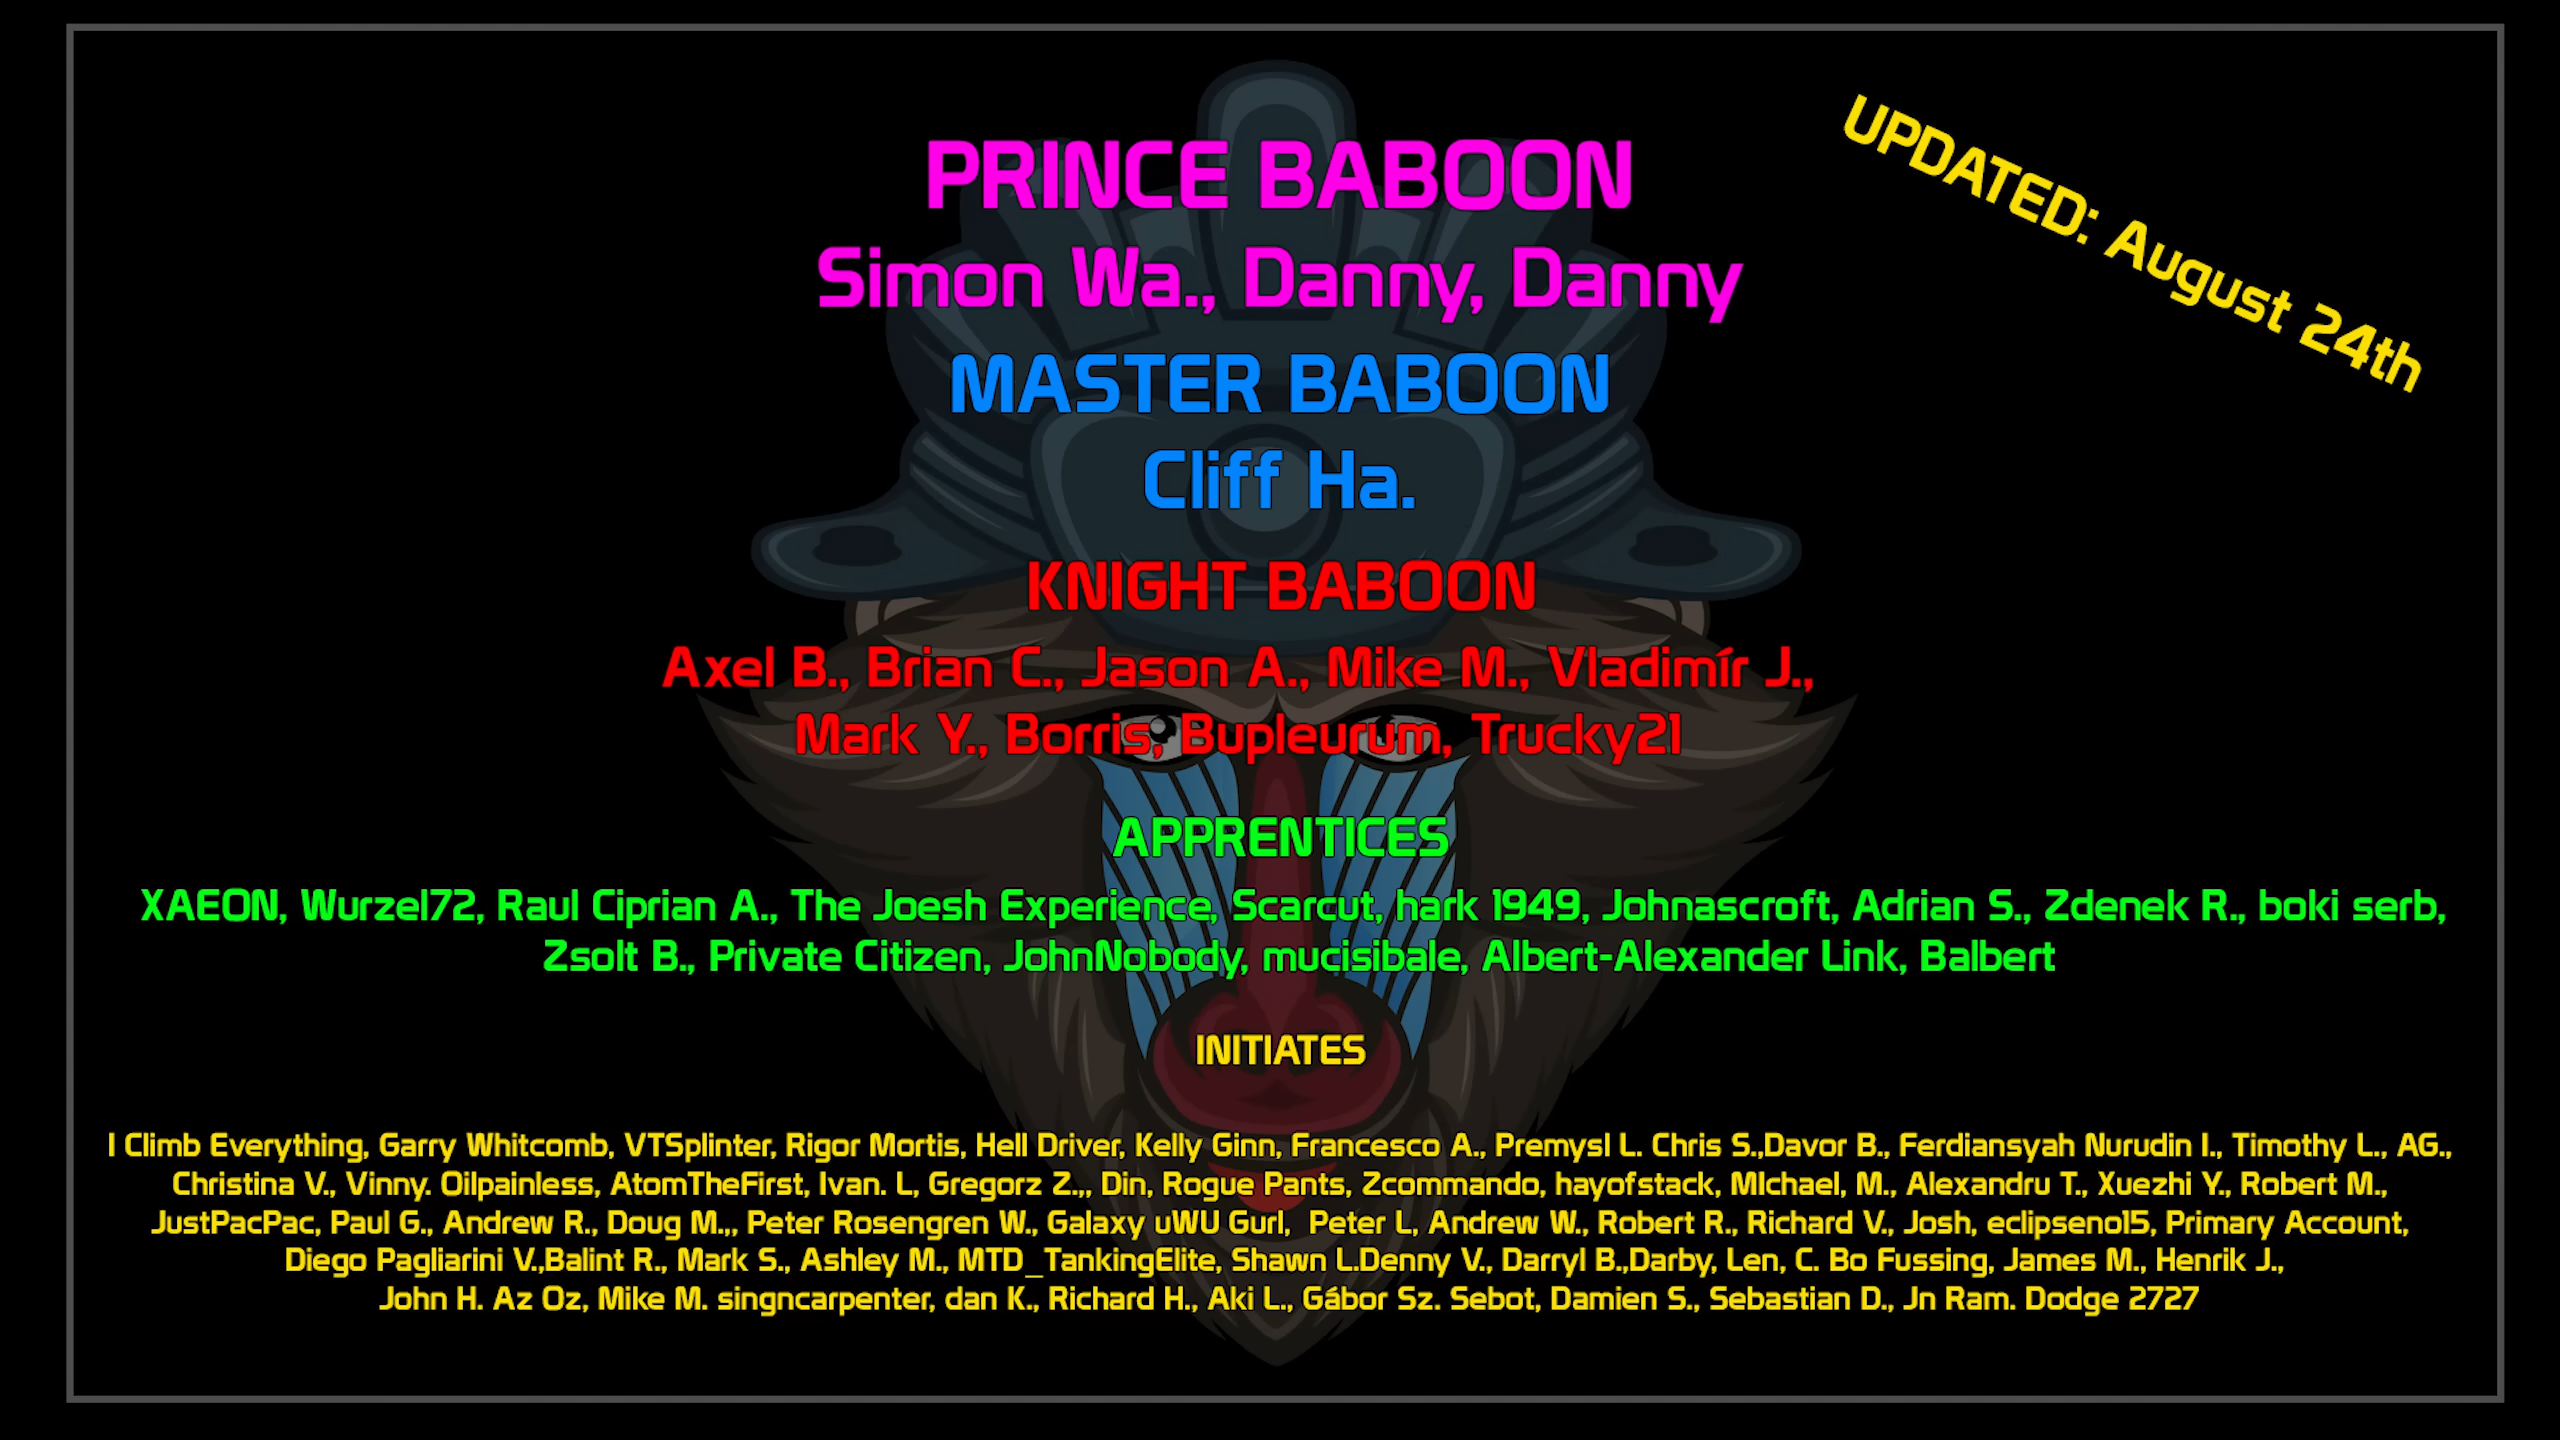 PRINCE BABOON
Simon Wa., Danny, Danny
UPDATED: August 24th
MASTER BABOON
Cliff Ha.
KNIGHT BABOON
Axel B., Brian C., Jason A., Mike M., Vladimír J.,
Mark Y., Borris, Bupleurum, Trucky21
APPRENTICES
XAEON, Wurzel72, Raul Ciprian A., The Joesh Experience, Scarcut, hark 1949, Johnascroft, Adrian S., Zdenek R., boki serb,
Zsolt B., Private Citizen, JohnNobody, mucisibale, Albert-Alexander Link, Balbert
INITIATES
I Climb Everything, Garry Whitcomb, VTSplinter, Rigor Mortis, Hell Driver, Kelly Ginn, Francesco A., Premysl L. Chris S.,Davor B., Ferdiansyah Nurudin I., Timothy L., AG.,
Christina V., Vinny. Oilpainless, AtomTheFirst, Ivan. L, Gregorz Z.,, Din, Rogue Pants, Zcommando, hayofstack, MIchael, M., Alexandru T., Xuezhi Y., Robert M.,
JustPacPac, Paul G., Andrew R., Doug M.,, Peter Rosengren W., Galaxy uWU Gurl, Peter L, Andrew W., Robert R., Richard V., Josh, eclipseno15, Primary Account,
Diego Pagliarini V.,Balint R., Mark S., Ashley M., MTD_TankingElite, Shawn L.Denny V., Darryl B.,Darby, Len, C. Bo Fussing, James M., Henrik J.,
John H. Az Oz, Mike M. singncarpenter, dan K., Richard H., Aki L., Gábor Sz. Sebot, Damien S., Sebastian D., Jn Ram. Dodge 2727